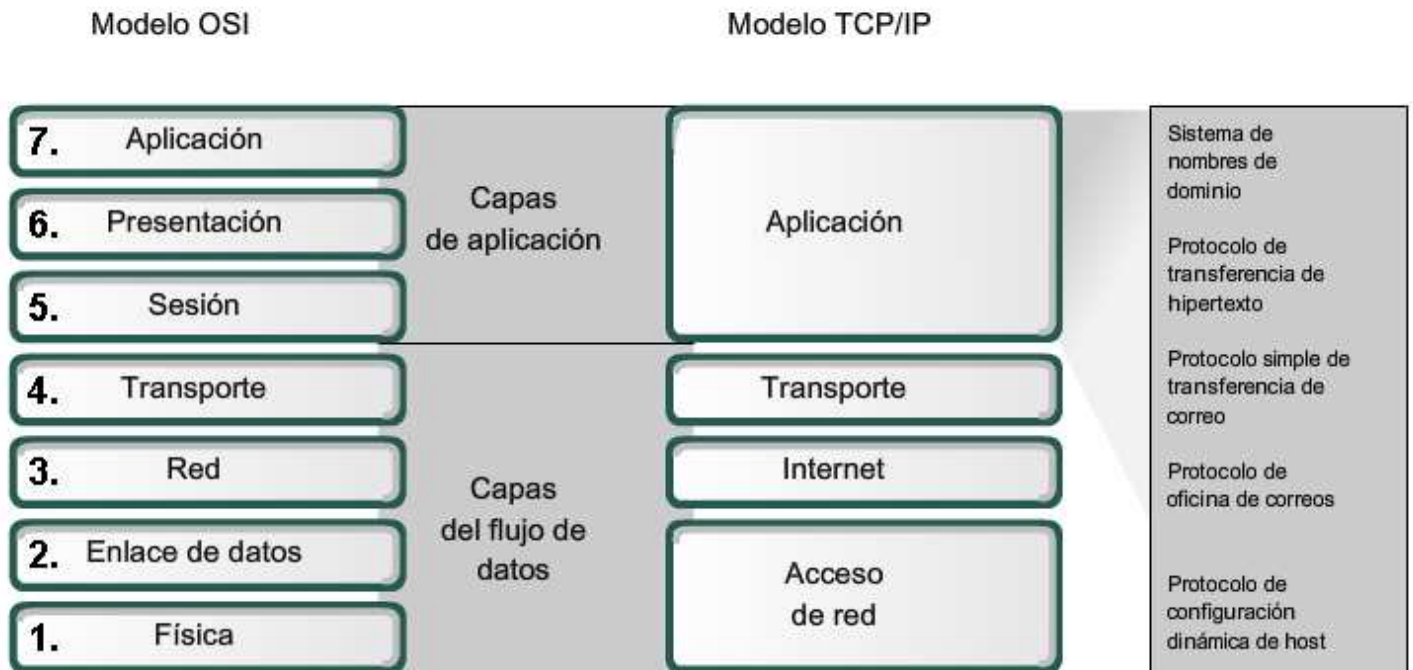 Modelo OSI
Modelo TCP/IP
7. Aplicación
6. Presentación
5. Sesión
4. Transporte
3. Red
2. Enlace de datos
1. Física
Capas
de aplicación
Capas
del flujo de
datos
Aplicación
Transporte
Internet
Acceso
de red
Sistema de
nombres de
dominio
Protocolo de
transferencia de
hipertexto
Protocolo simple de
transferencia de
correo
Protocolo de
oficina de correos
Protocolo de
configuración
dinámica de host